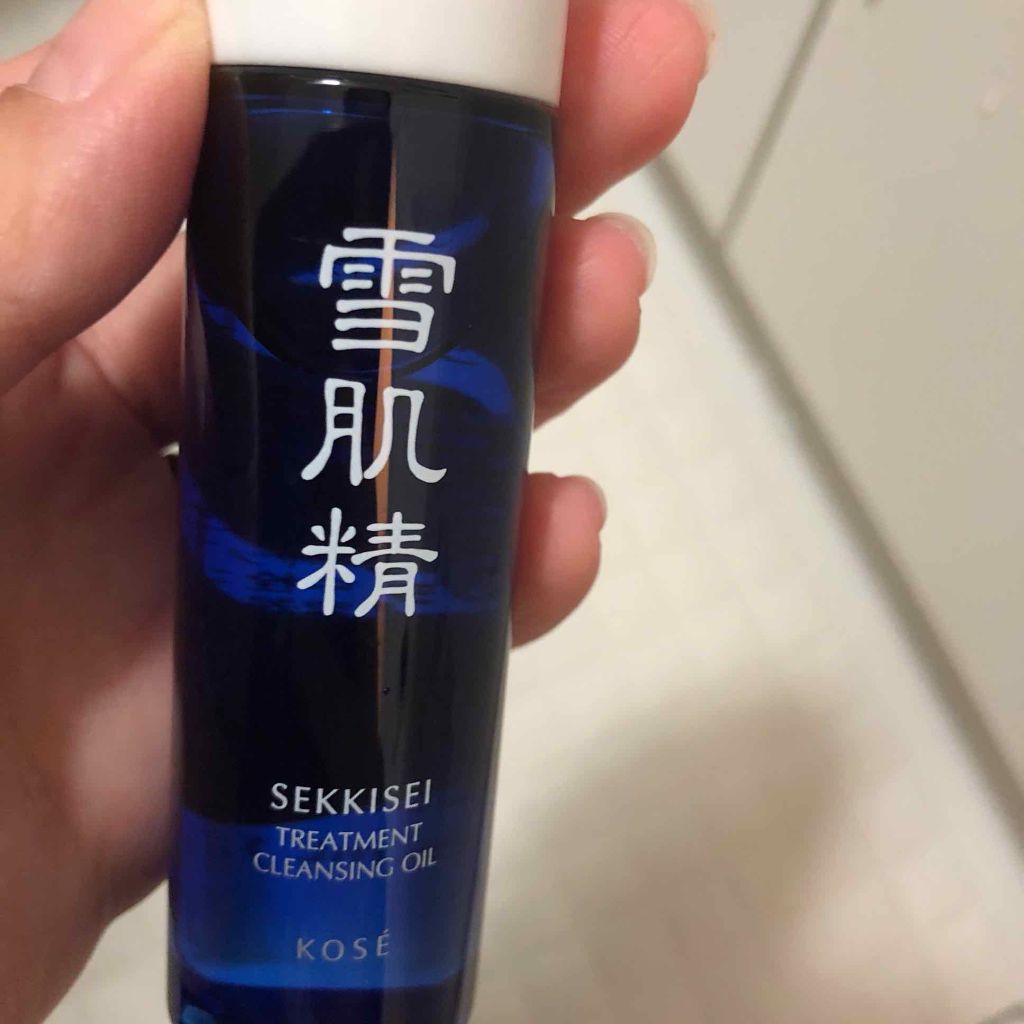 雪肌精
SEKKISEI
TREATMENT
CLEANSING OIL
KOSÉ